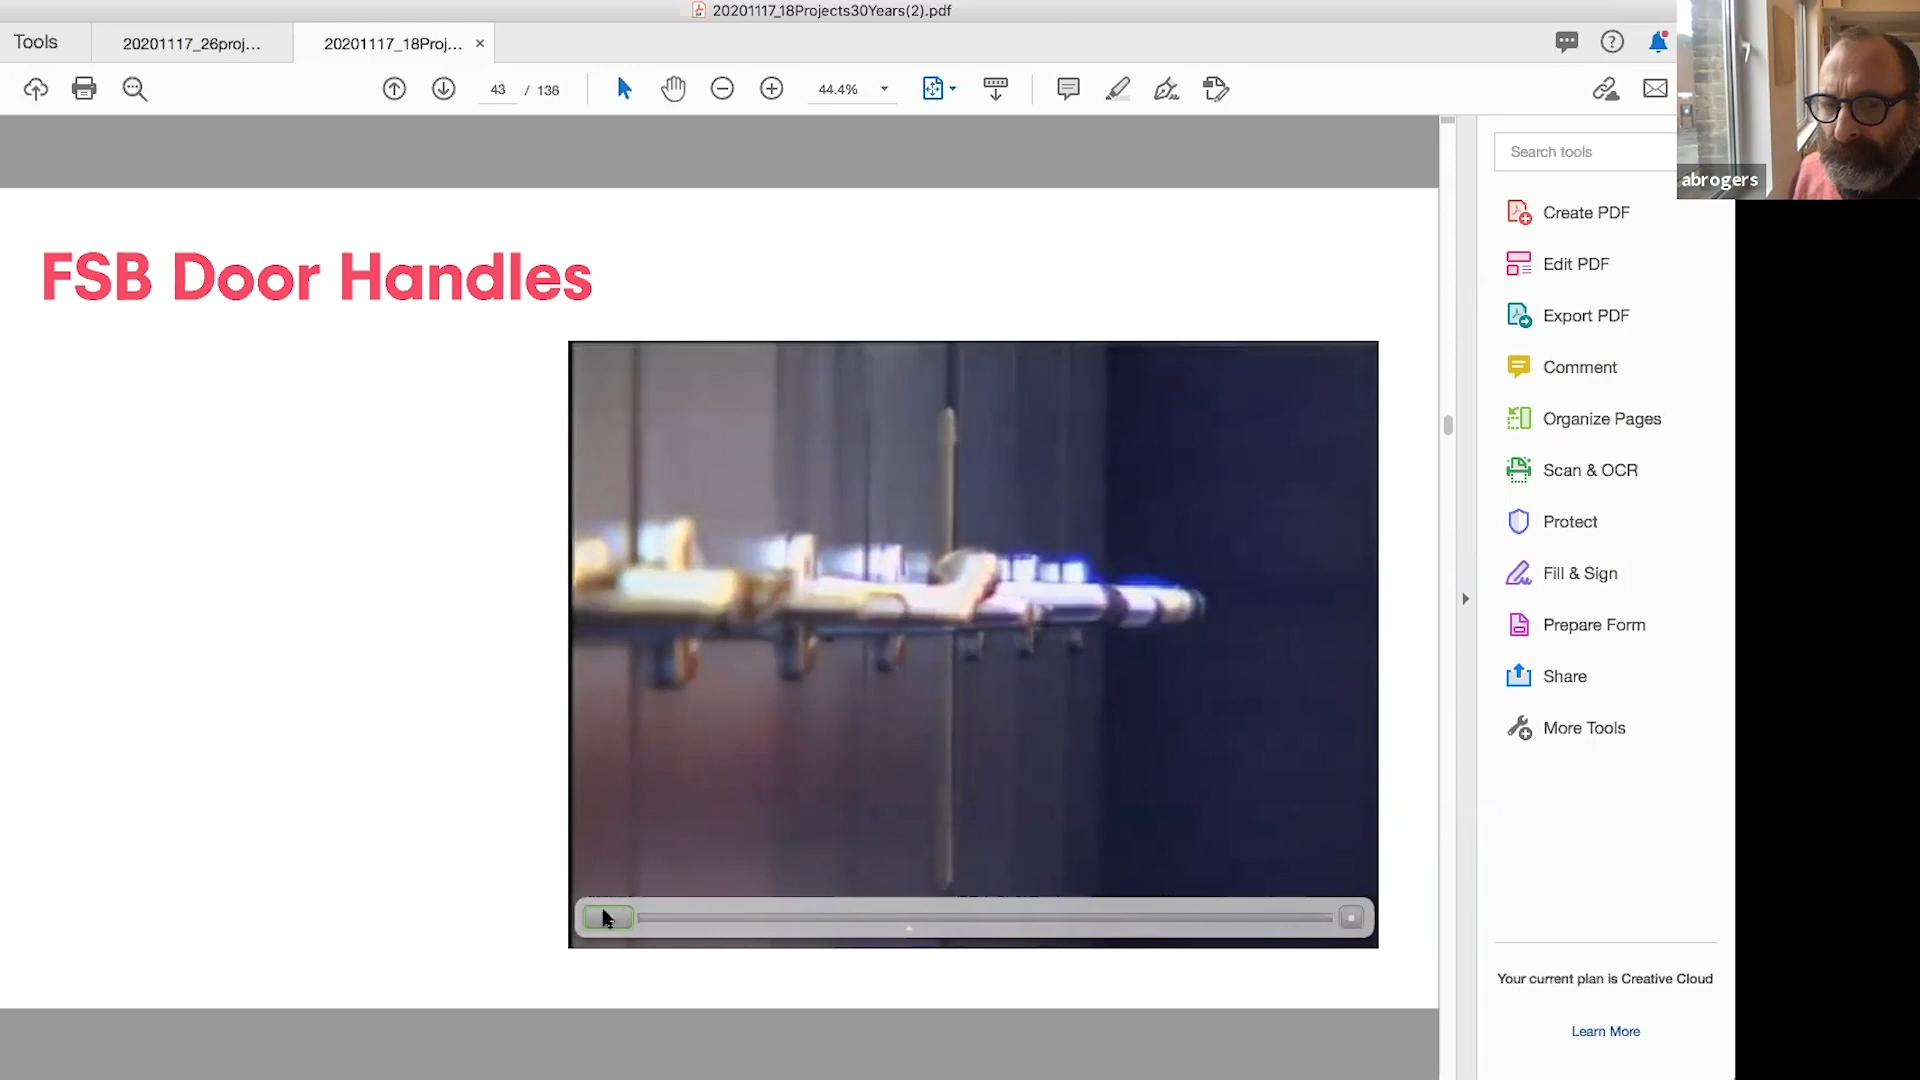 20201117_18Projects30Years(2).pdf
Tools
20201117_26proj...
20201117_18Proj...
43 / 136
44.4%
Search tools
abrogers
Create PDF
Edit PDF
Export PDF
Comment
Organize Pages
Scan & OCR
Protect
Fill & Sign
Prepare Form
Share
More Tools
FSB Door Handles
Your current plan is Creative Cloud
Learn More